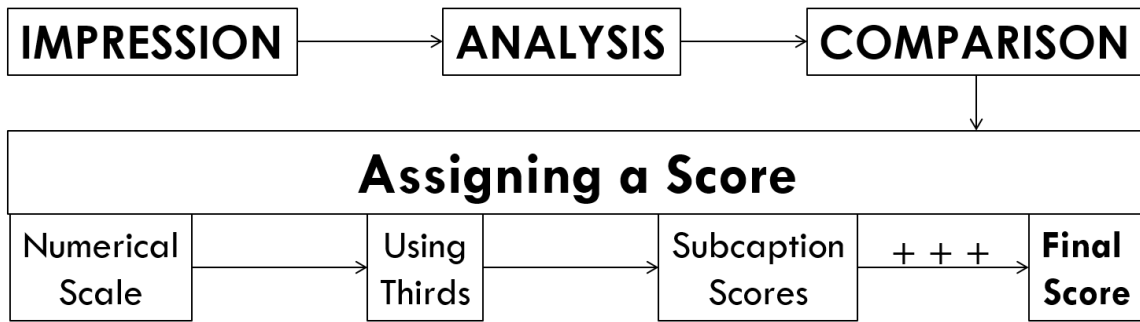 IMPRESSION
ANALYSIS
COMPARISON
Assigning a Score
Numerical
Scale
Using
Thirds
Subcaption
Scores
+ + +
Final
Score